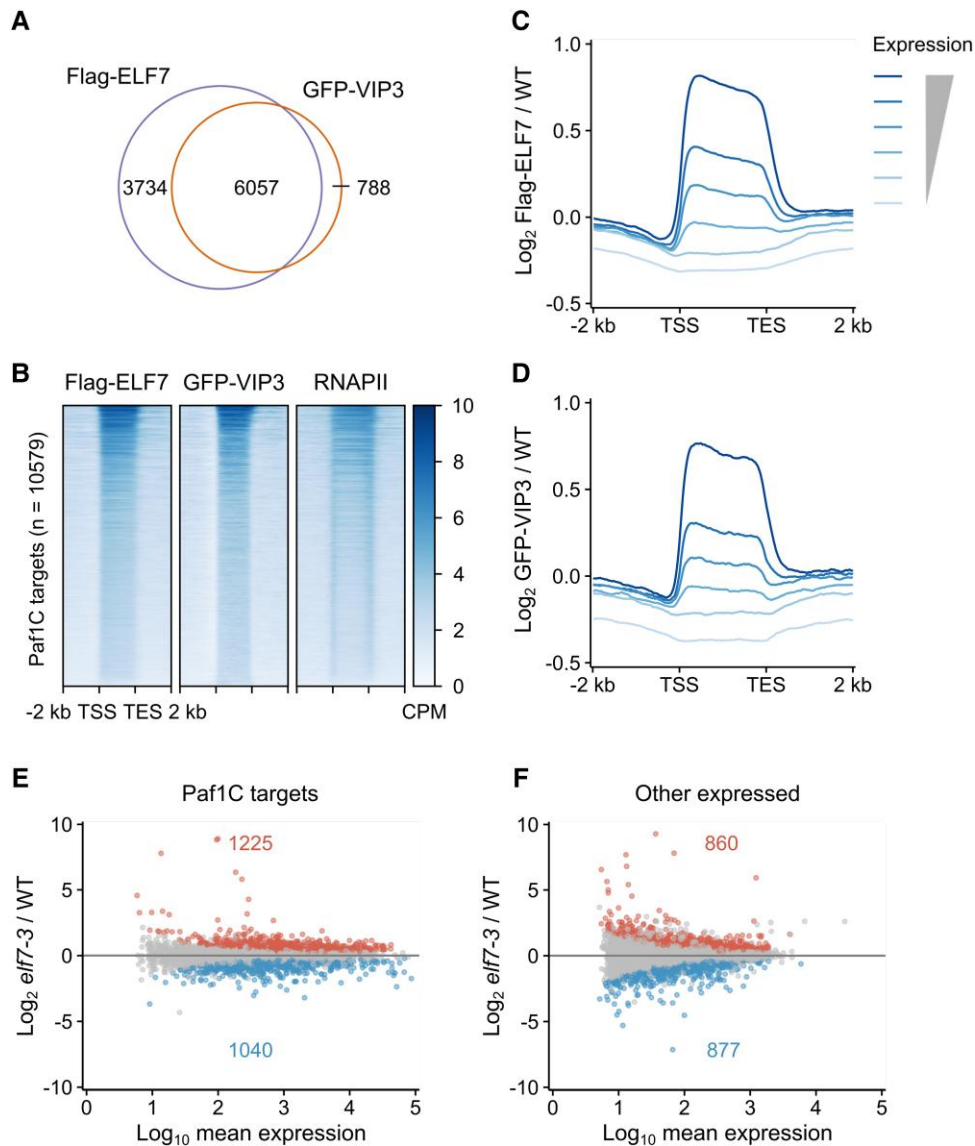 A
Flag-ELF7
GFP-VIP3
3734
6057
788
B
Flag-ELF7 GFP-VIP3 RNAPII
Paf1C targets (n = 10579)
10
8
6
4
2
0
-2 kb TSS TES 2 kb
CPM
C
1.0
0.5
0.0
-0.5
Log2 Flag-ELF7 / WT
-2 kb TSS TES 2 kb
Expression
D
1.0
0.5
0.0
-0.5
Log2 GFP-VIP3 / WT
-2 kb TSS TES 2 kb
E
Paf1C targets
10
5
0
-5
-10
Log2 elf7-3 / WT
1225
1040
0 1 2 3 4 5
Log10 mean expression
F
Other expressed
10
5
0
-5
-10
Log2 elf7-3 / WT
860
877
0 1 2 3 4 5
Log10 mean expression